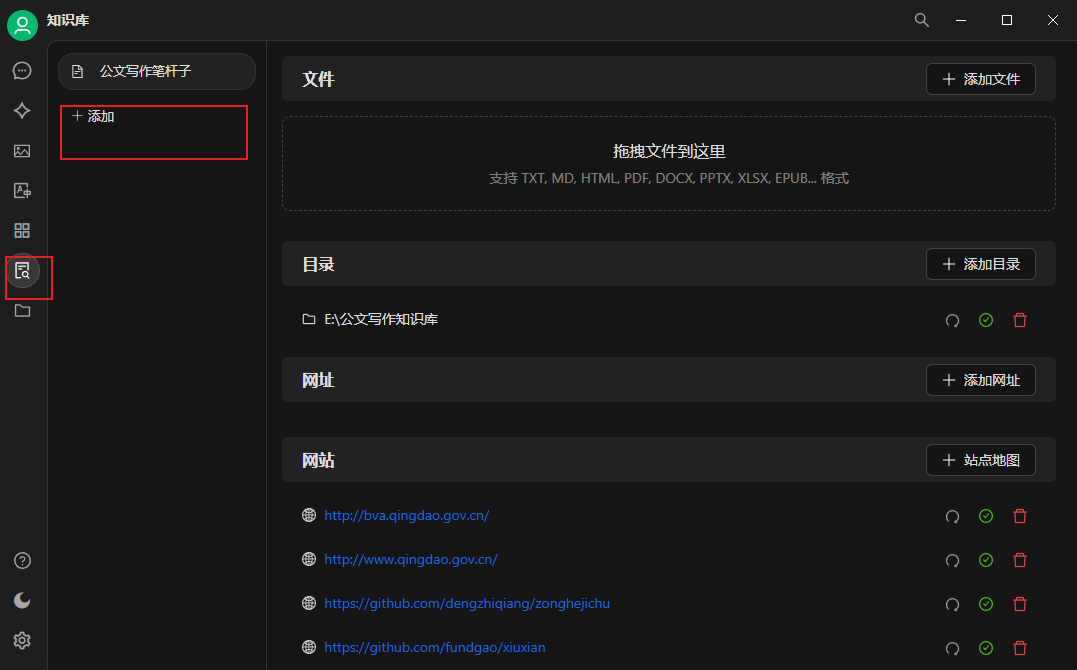 知识库
公文写作笔杆子
添加
文件
添加文件
拖拽文件到这里
支持 TXT, MD, HTML, PDF, DOCX, PPTX, XLSX, EPUB... 格式
目录
添加目录
E:\公文写作知识库
网址
添加网址
网站
站点地图
http://bva.qingdao.gov.cn/
http://www.qingdao.gov.cn/
https://github.com/dengzhiqiang/zonghejichu
https://github.com/fundgao/xiuxian